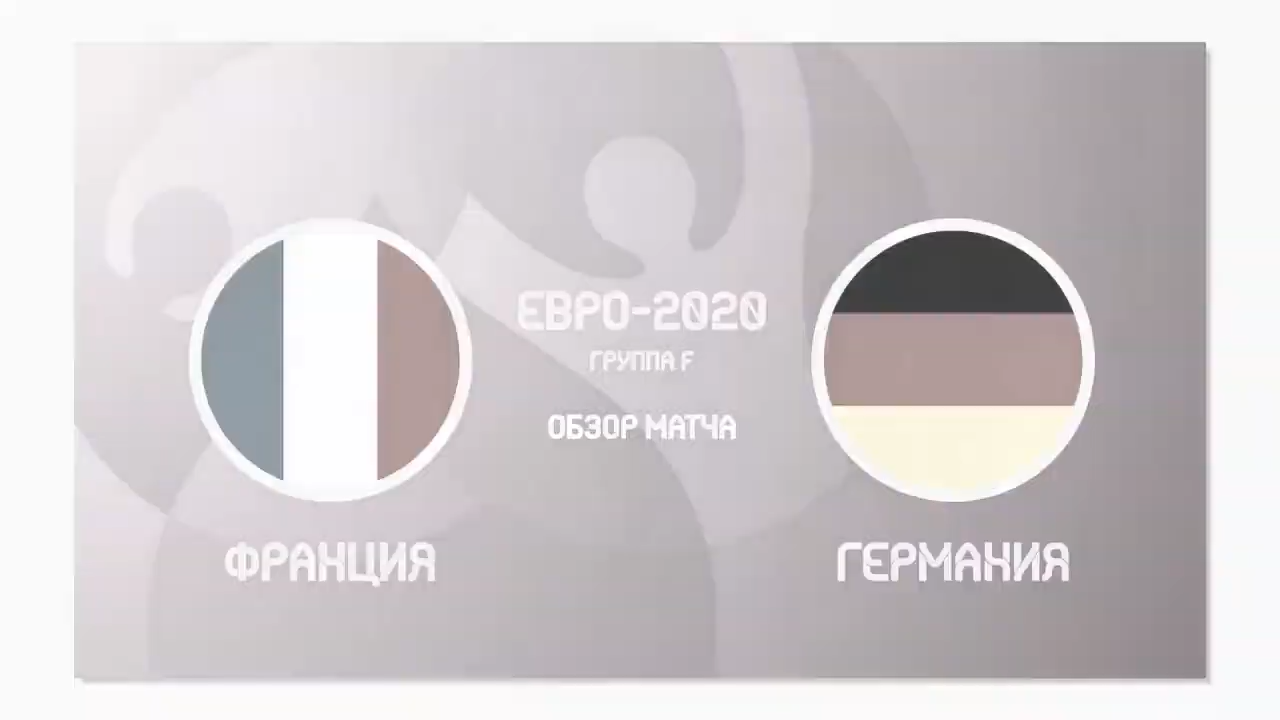 ЕВРО-2020
ГРУППА F
ОБЗОР МАТЧА
ФРАНЦИЯ
ГЕРМАНИЯ